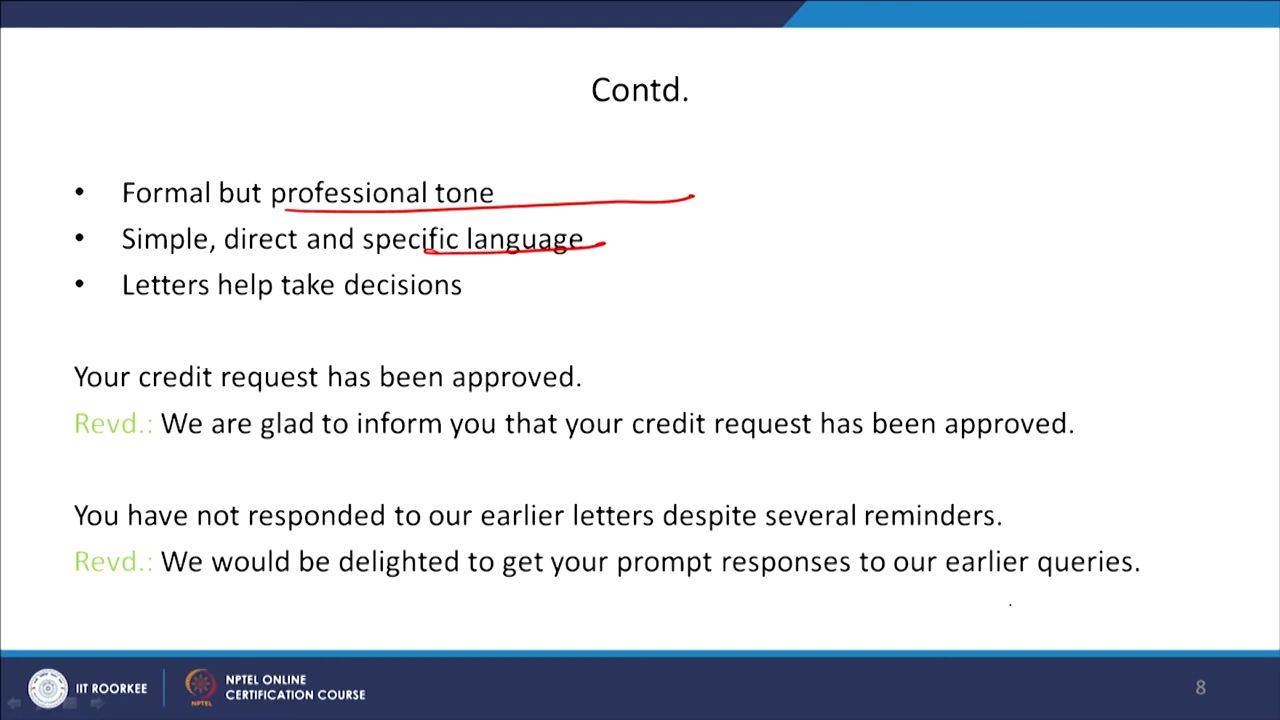 Contd.
• Formal but professional tone
• Simple, direct and specific language
• Letters help take decisions
Your credit request has been approved.
Revd.: We are glad to inform you that your credit request has been approved.
You have not responded to our earlier letters despite several reminders.
Revd.: We would be delighted to get your prompt responses to our earlier queries.
IIT ROORKEE
NPTEL
NPTEL ONLINE
CERTIFICATION COURSE
8